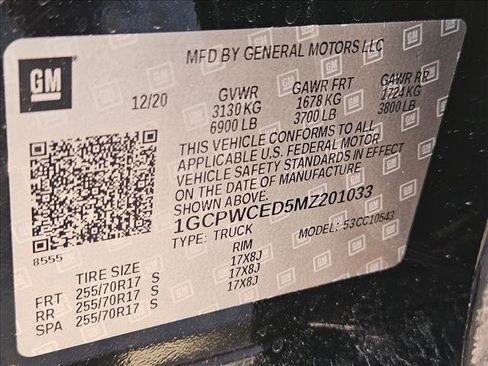 GM
MFD BY GENERAL MOTORS LLC
12/20 GVWR GAWR FRT GAWR RR
3130 KG 1678 KG 1724 KG
6900 LB 3700 LB 3800 LB
THIS VEHICLE CONFORMS TO ALL
APPLICABLE U.S. FEDERAL MOTOR
VEHICLE SAFETY STANDARDS IN EFFECT
ON THE DATE OF MANUFACTURE SHOWN ABOVE.
1GCPWCED5MZ201033
8555 TYPE: TRUCK MODEL: 53CC10543
TIRE SIZE RIM
FRT 255/70R17 S 17X8J
RR 255/70R17 S 17X8J
SPA 255/70R17 S 17X8J